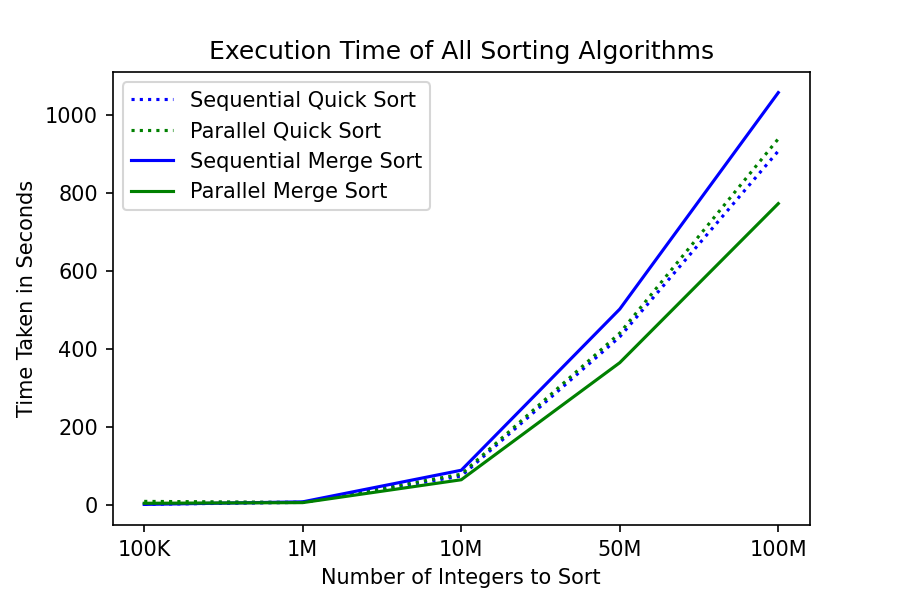 Execution Time of All Sorting Algorithms
Sequential Quick Sort
Parallel Quick Sort
Sequential Merge Sort
Parallel Merge Sort
Time Taken in Seconds
1000
800
600
400
200
0
100K 1M 10M 50M 100M
Number of Integers to Sort